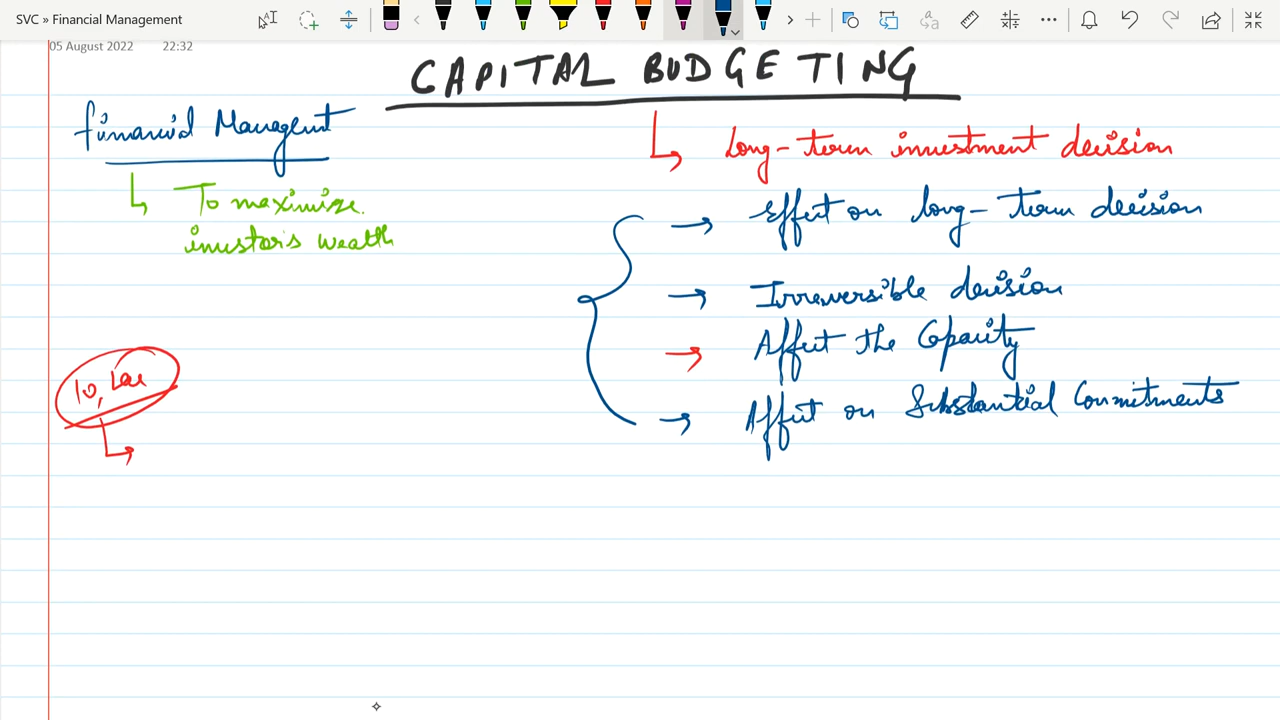 SVC » Financial Management
05 August 2022 22:32
CAPITAL BUDGETING
Financial Managent
Long-term investment decision
To maximize
investor's wealth
Effect on long-term decision
Irreversible decision
Affect the Capacity
Affect on Substantial Commitments
10, Lac